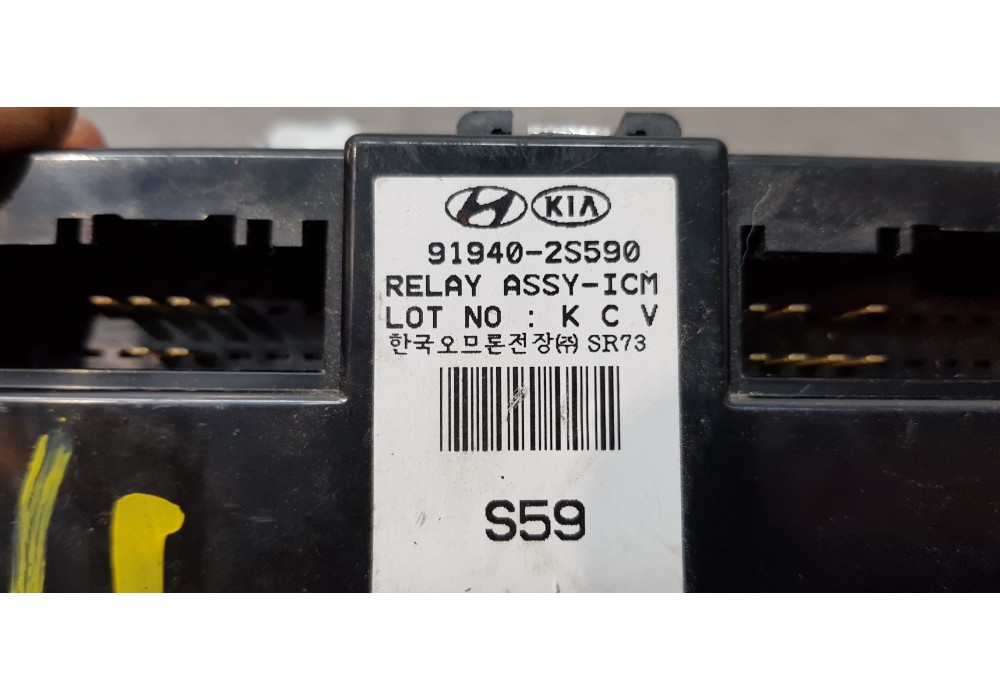 KIA
91940-2S590
RELAY ASSY-ICM
LOT NO : K C V
한국오므론전장㈜ SR73
S59